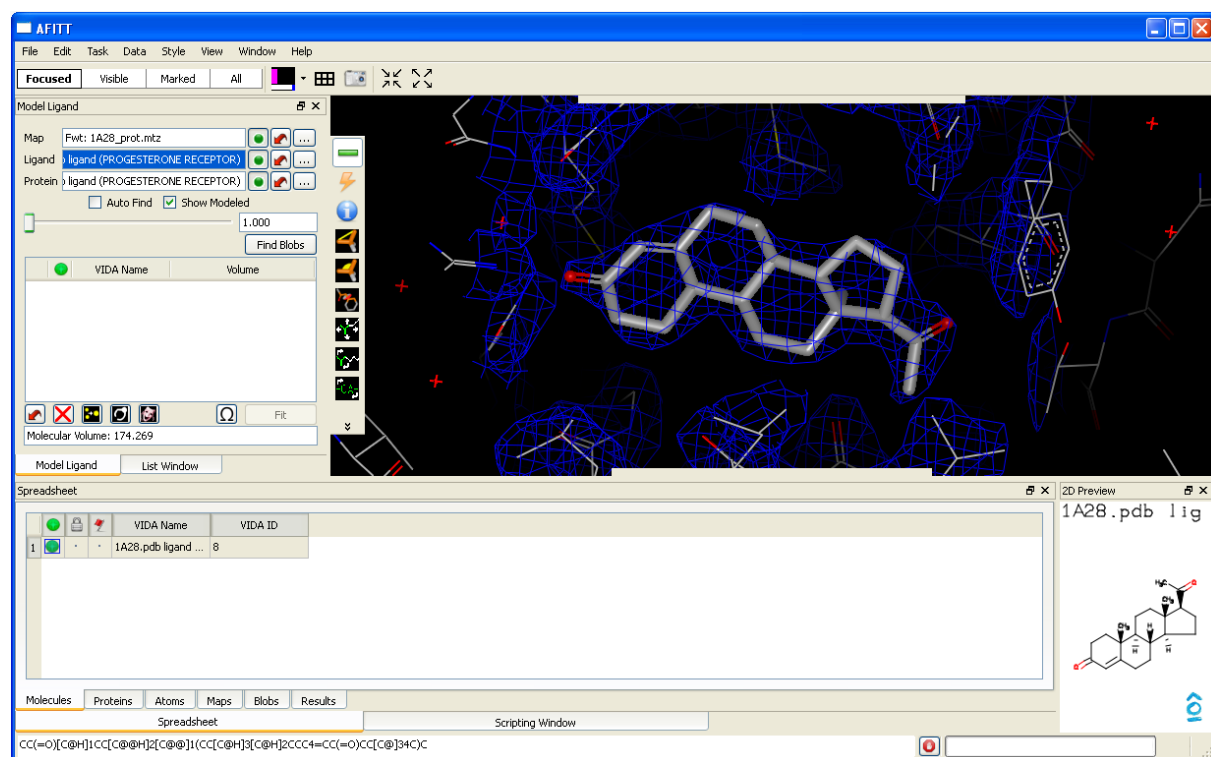 AFITT
File Edit Task Data Style View Window Help
Focused Visible Marked All
Model Ligand
Map Fwt: 1A28_prot.mtz ...
Ligand ligand (PROGESTERONE RECEPTOR) ...
Protein ligand (PROGESTERONE RECEPTOR) ...
Auto Find Show Modeled
1.000
Find Blobs
VIDA Name Volume
Ω Fit
Molecular Volume: 174.269
Model Ligand List Window
Spreadsheet
VIDA Name VIDA ID
1 1A28.pdb ligand ... 8
Molecules Proteins Atoms Maps Blobs Results
Spreadsheet Scripting Window
2D Preview
1A28.pdb lig
H₃C
O
CH₃
CH₃
H
H
H
O
CC(=O)[C@H]1CC[C@@H]2[C@@]1(CC[C@H]3[C@H]2CCC4=CC(=O)CC[C@]34C)C